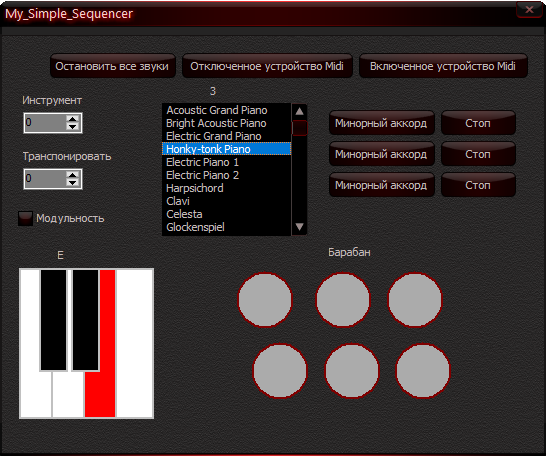 My_Simple_Sequencer
Остановить все звуки
Отключенное устройство Midi
Включенное устройство Midi
3
Инструмент
0
Транспонировать
0
Модульность
Acoustic Grand Piano
Bright Acoustic Piano
Electric Grand Piano
Honky-tonk Piano
Electric Piano 1
Electric Piano 2
Harpsichord
Clavi
Celesta
Glockenspiel
Минорный аккорд
Стоп
Минорный аккорд
Стоп
Минорный аккорд
Стоп
E
Барабан